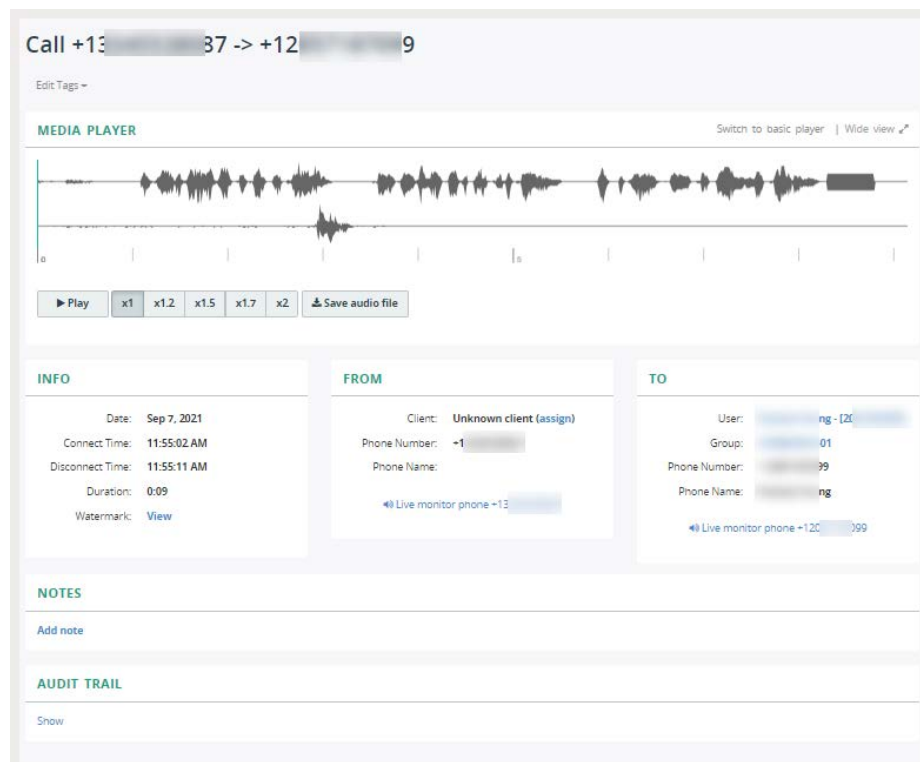 Call +13 37 -> +12 9
Edit Tags
MEDIA PLAYER
Switch to basic player | Wide view
0
5
Play x1 x1.2 x1.5 x1.7 x2 Save audio file
INFO
Date: Sep 7, 2021
Connect Time: 11:55:02 AM
Disconnect Time: 11:55:11 AM
Duration: 0:09
Watermark: View
FROM
Client: Unknown client (assign)
Phone Number: +1
Phone Name:
Live monitor phone +13
TO
User: ng - [20
Group: 01
Phone Number: 99
Phone Name: ng
Live monitor phone +120 099
NOTES
Add note
AUDIT TRAIL
Snow